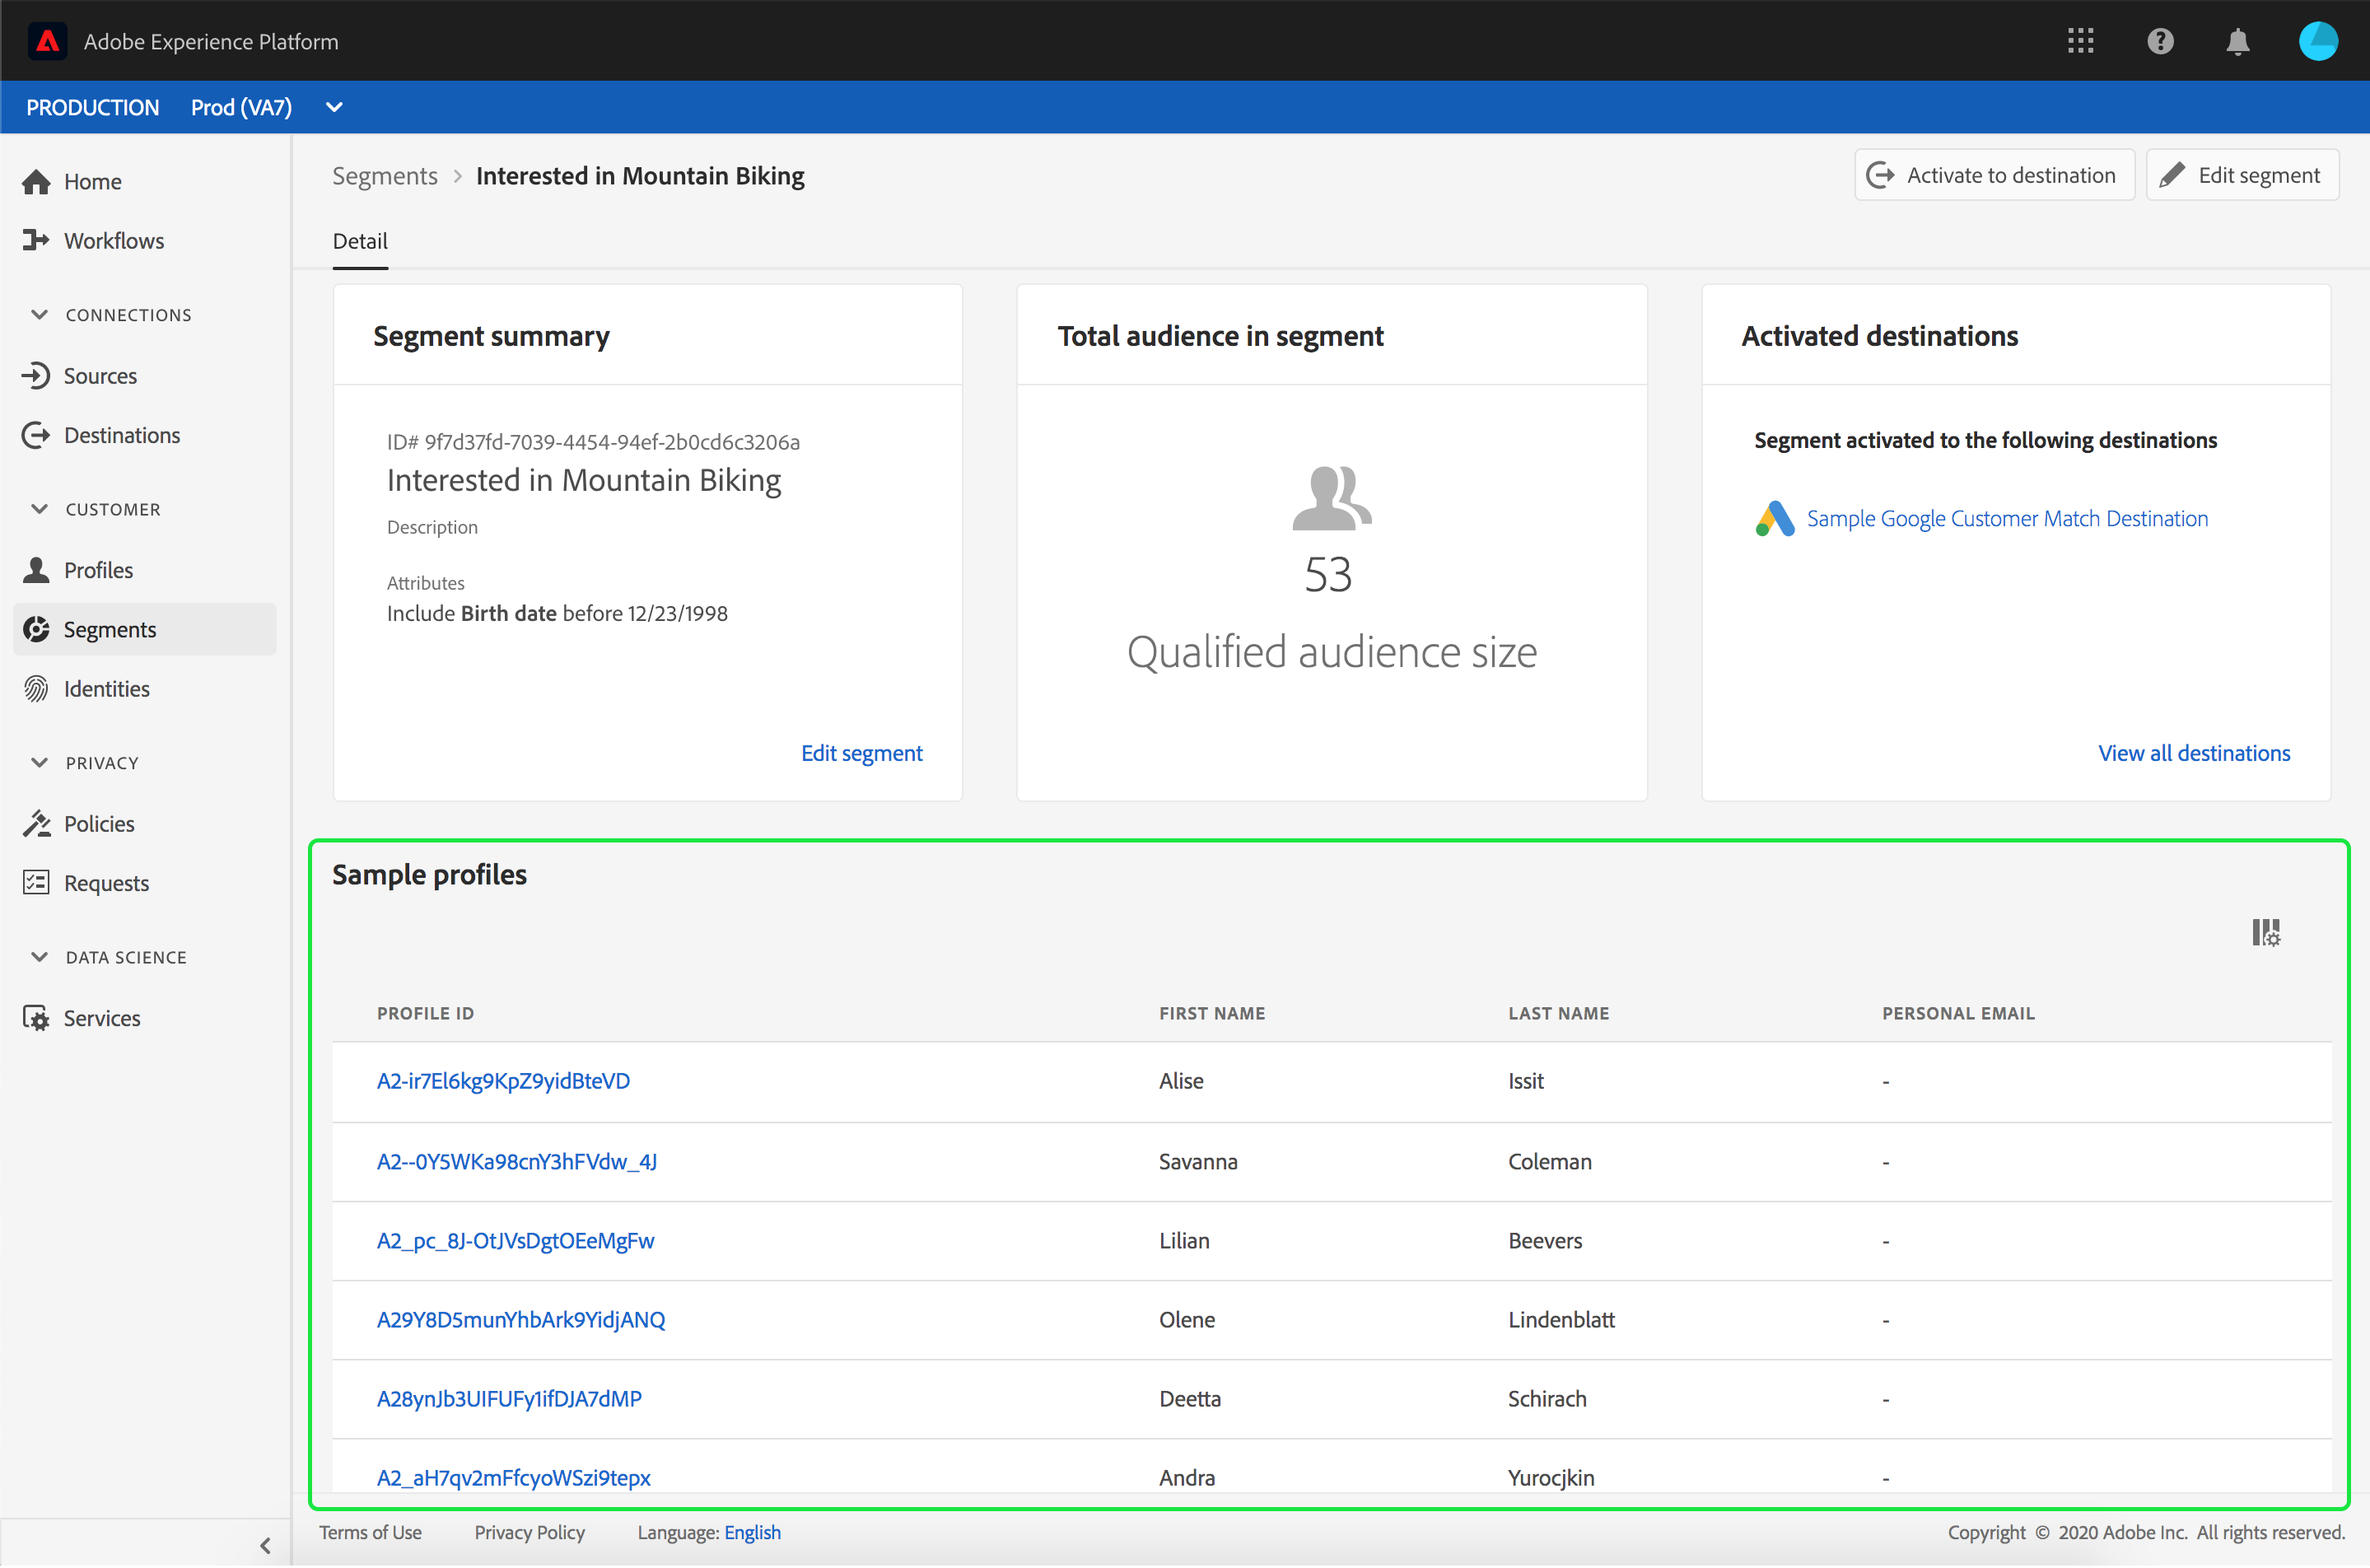 Adobe Experience Platform
PRODUCTION Prod (VA7)
Home
Workflows
CONNECTIONS
Sources
Destinations
CUSTOMER
Profiles
Segments
Identities
PRIVACY
Policies
Requests
DATA SCIENCE
Services
Segments > Interested in Mountain Biking
Activate to destination
Edit segment
Detail
Segment summary
ID# 9f7d37fd-7039-4454-94ef-2b0cd6c3206a
Interested in Mountain Biking
Description
Attributes
Include Birth date before 12/23/1998
Edit segment
Total audience in segment
53
Qualified audience size
Activated destinations
Segment activated to the following destinations
Sample Google Customer Match Destination
View all destinations
Sample profiles
PROFILE ID FIRST NAME LAST NAME PERSONAL EMAIL
A2-ir7El6kg9KpZ9yidBteVD Alise Issit -
A2--0Y5WKa98cnY3hFVdw_4J Savanna Coleman -
A2_pc_8J-OtJVsDgtOEeMgFw Lilian Beevers -
A29Y8D5munYhbArk9YidjANQ Olene Lindenblatt -
A28ynJb3UIFUFy1ifDJA7dMP Deetta Schirach -
A2_aH7qv2mFfcyoWSzi9tepx Andra Yurocjkin -
Terms of Use Privacy Policy Language: English Copyright © 2020 Adobe Inc. All rights reserved.